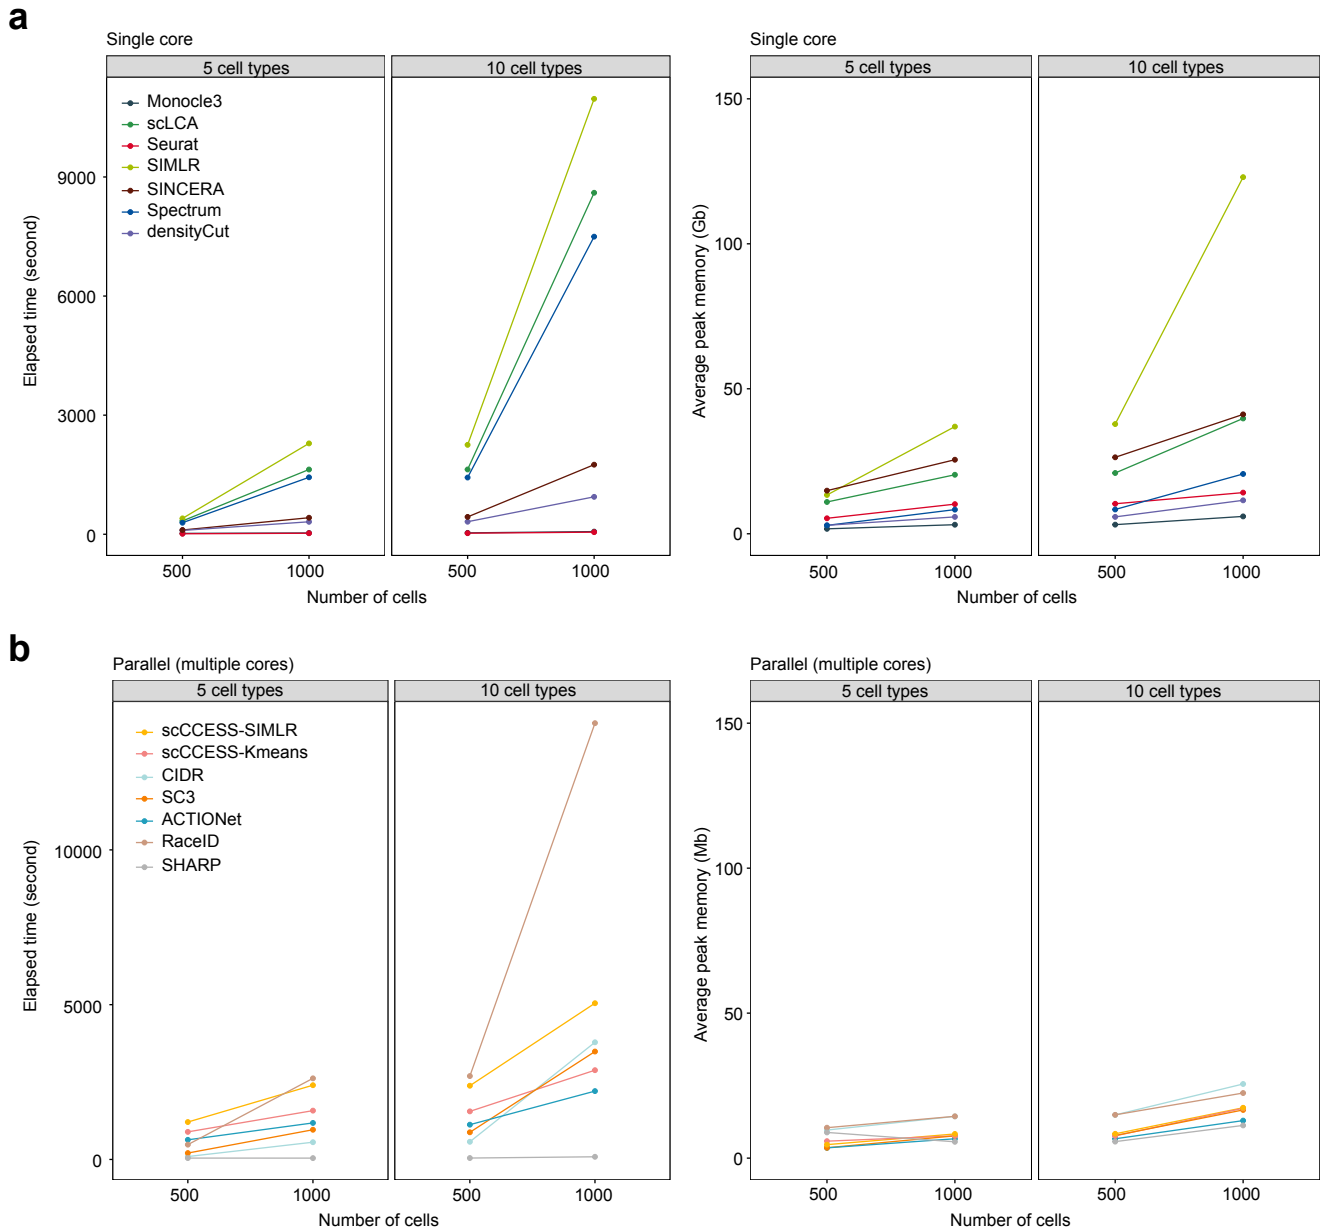 a
Single core
5 cell types
10 cell types
Monocle3
scLCA
Seurat
SIMLR
SINCERA
Spectrum
densityCut
9000
6000
3000
0
Elapsed time (second)
500
1000
500
1000
Number of cells
Single core
5 cell types
10 cell types
150
100
50
0
Average peak memory (Gb)
500
1000
500
1000
Number of cells
b
Parallel (multiple cores)
5 cell types
10 cell types
scCCESS-SIMLR
scCCESS-Kmeans
CIDR
SC3
ACTIONet
RaceID
SHARP
10000
5000
0
Elapsed time (second)
500
1000
500
1000
Number of cells
Parallel (multiple cores)
5 cell types
10 cell types
150
100
50
0
Average peak memory (Mb)
500
1000
500
1000
Number of cells